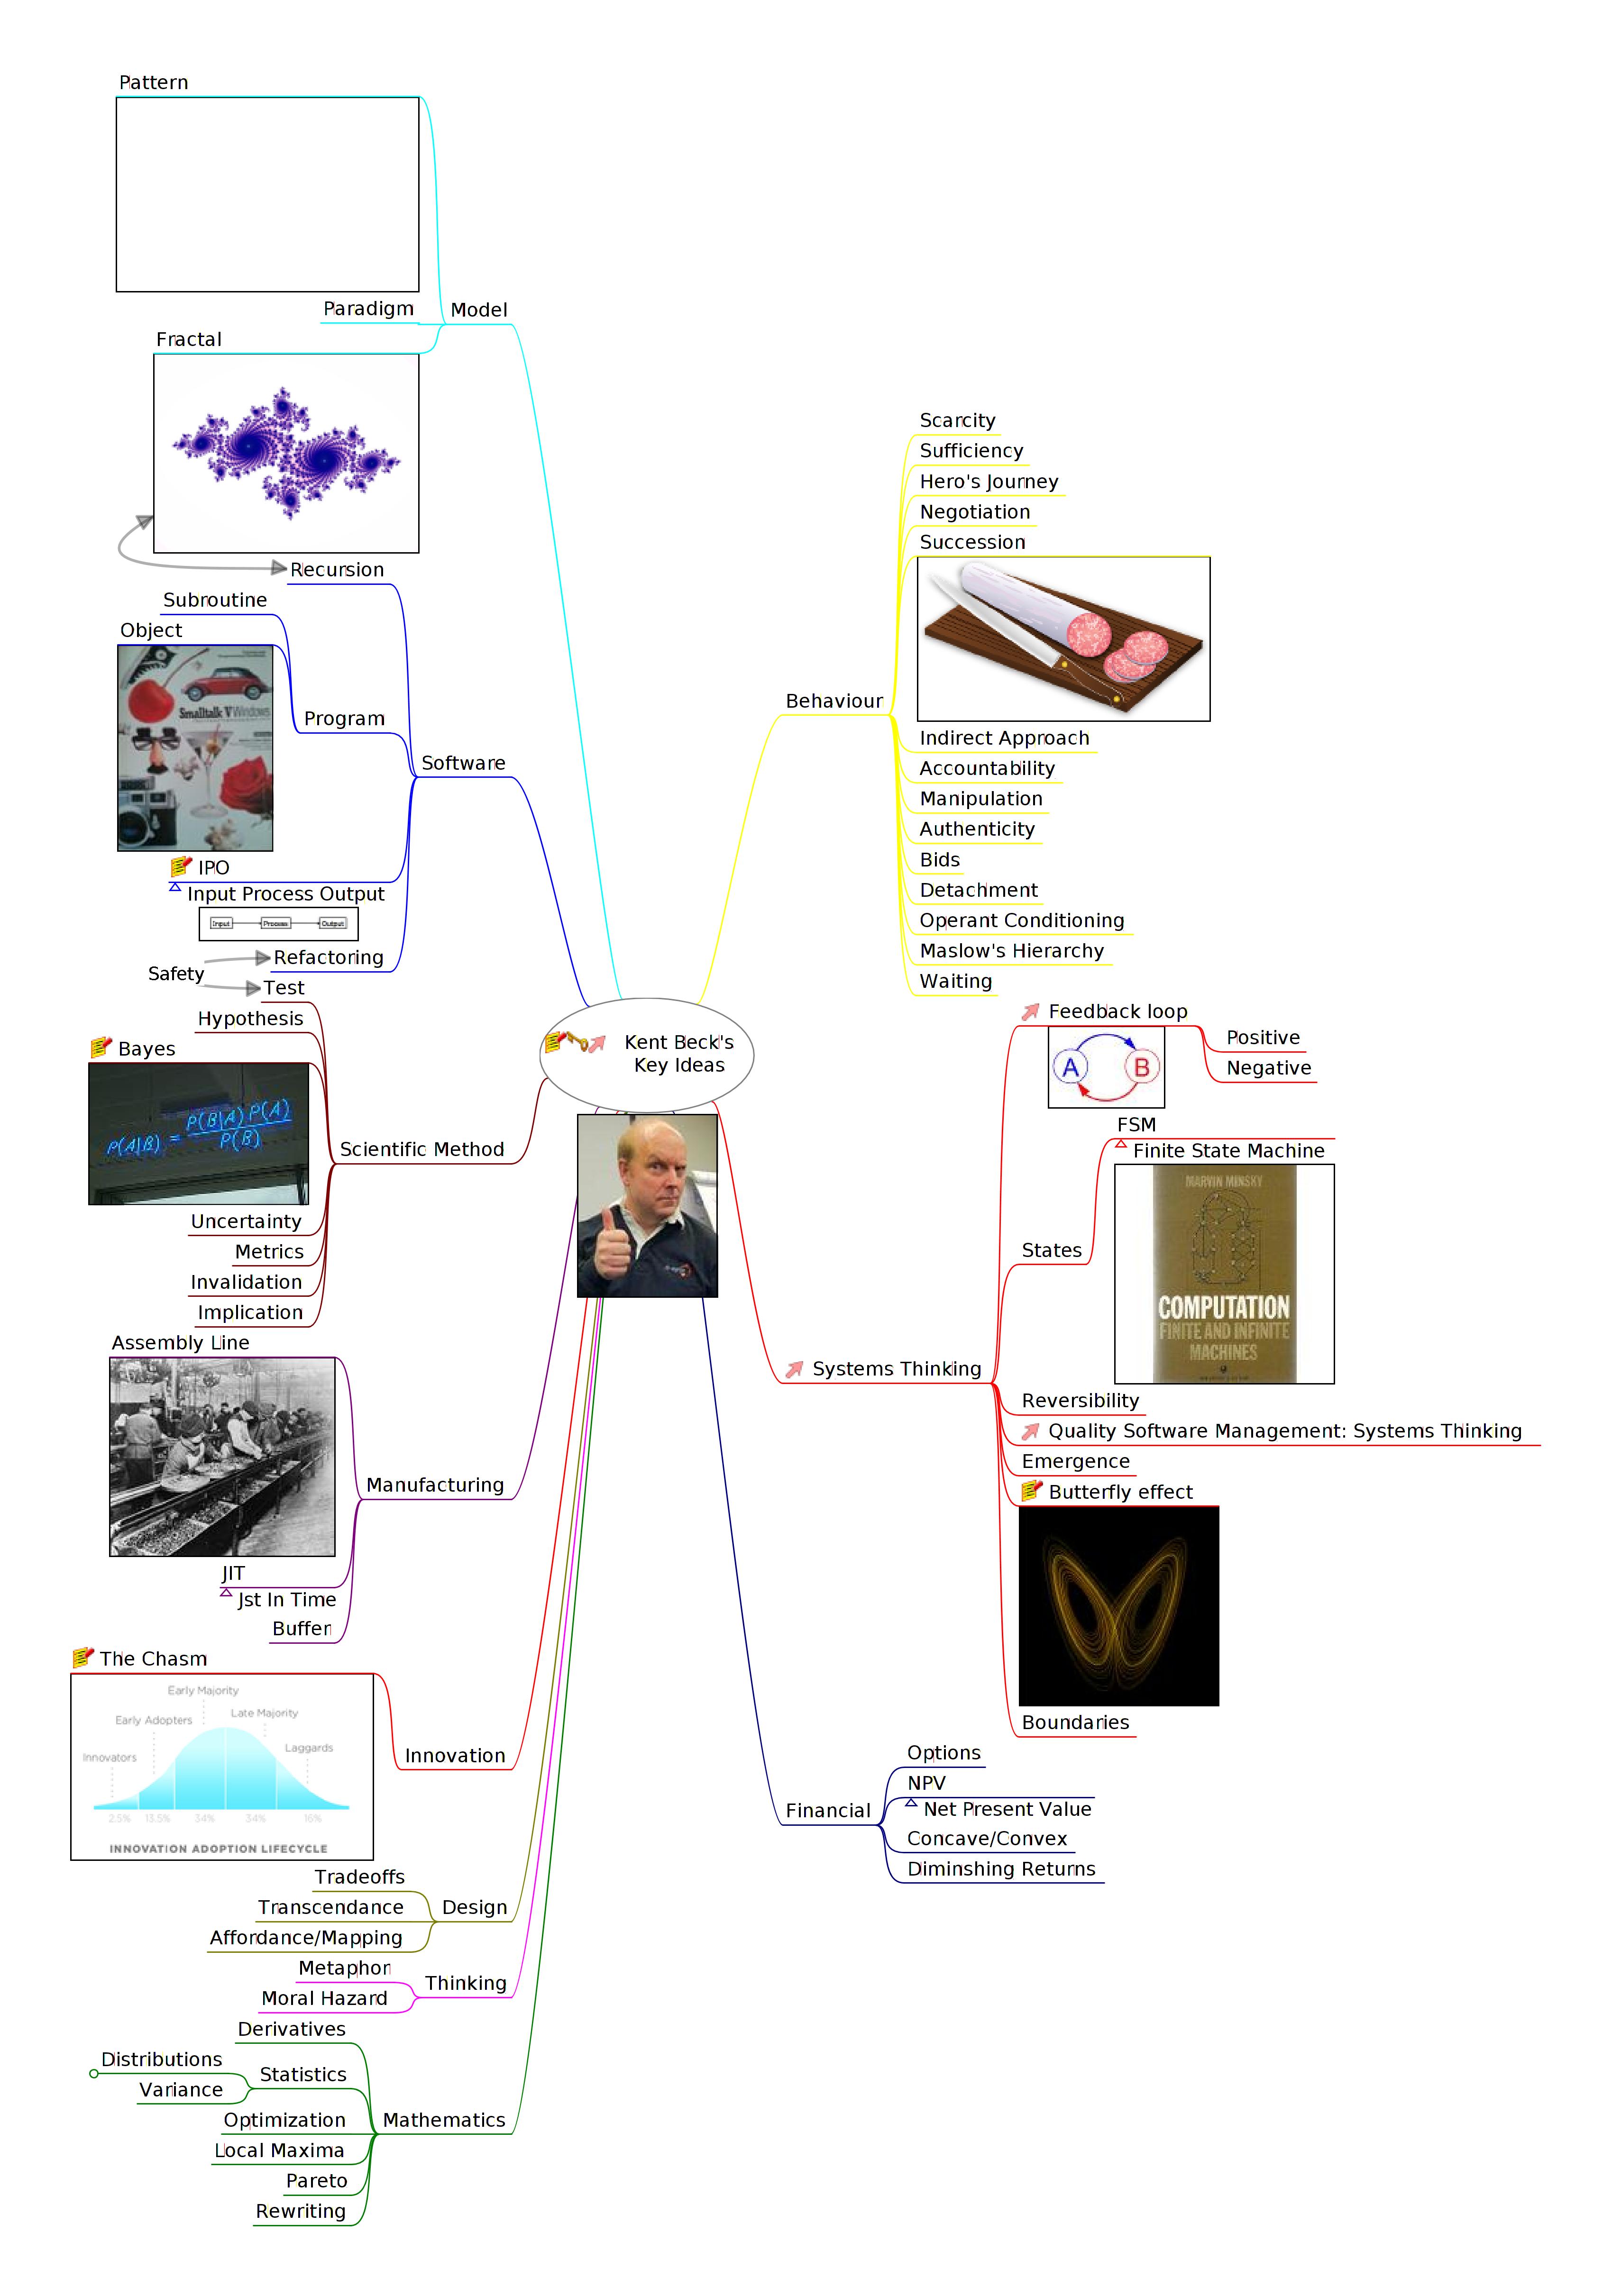 Pattern
Paradigm
Model
Fractal
Recursion
Subroutine
Object
Smalltalk V Windows
Program
Software
IPO
Input Process Output
Input
Process
Output
Refactoring
Safety
Test
Hypothesis
Bayes
P(A|B) = P(B|A) P(A)
P(B)
Scientific Method
Uncertainty
Metrics
Invalidation
Implication
Assembly Line
Manufacturing
JIT
Jst In Time
Buffer
The Chasm
Early Majority
Late Majority
Early Adopters
Laggards
Innovators
2.5% 13.5% 34% 34% 16%
INNOVATION ADOPTION LIFECYCLE
Innovation
Tradeoffs
Transcendance
Design
Affordance/Mapping
Metaphor
Thinking
Moral Hazard
Derivatives
Distributions
Statistics
Variance
Optimization
Mathematics
Local Maxima
Pareto
Rewriting
Kent Beck's
Key Ideas
Scarcity
Sufficiency
Hero's Journey
Negotiation
Succession
Behaviour
Indirect Approach
Accountability
Manipulation
Authenticity
Bids
Detachment
Operant Conditioning
Maslow's Hierarchy
Waiting
Feedback loop
Positive
Negative
A
B
FSM
Finite State Machine
MARVIN MINSKY
COMPUTATION
FINITE AND INFINITE
MACHINES
States
Systems Thinking
Reversibility
Quality Software Management: Systems Thinking
Emergence
Butterfly effect
Boundaries
Options
NPV
Net Present Value
Financial
Concave/Convex
Diminshing Returns